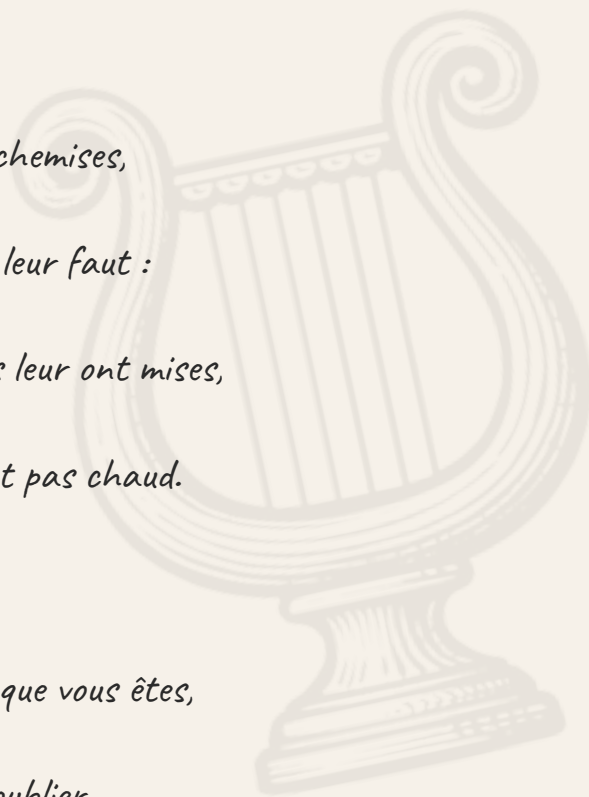 chemises,
leur faut :
leur ont mises,
pas chaud.
que vous êtes,